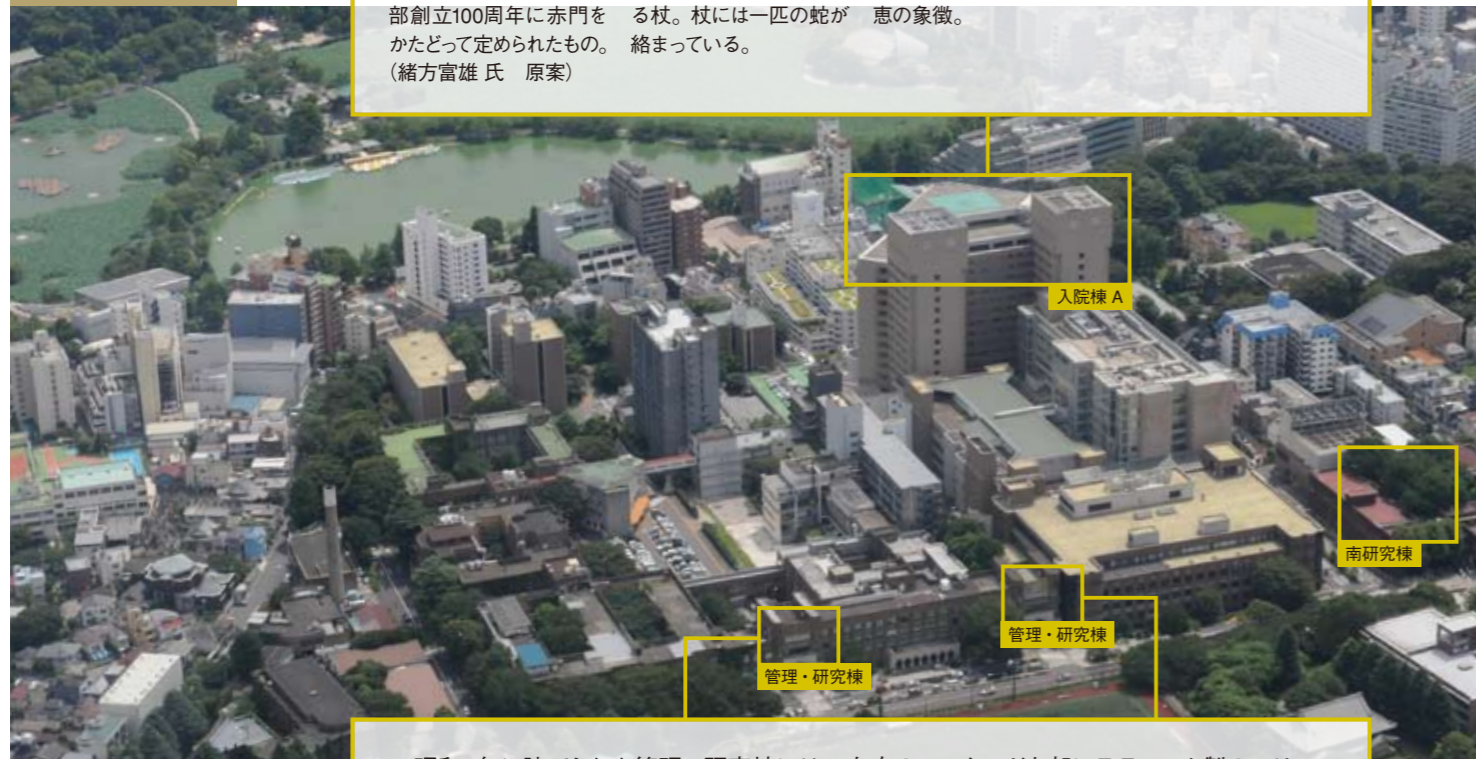 部創立100周年に赤門を
かたどって定められたもの。
(緒方富雄 氏　原案)
る杖。杖には一匹の蛇が
絡まっている。
恵の象徴。
入院棟 A
南研究棟
管理・研究棟
管理・研究棟